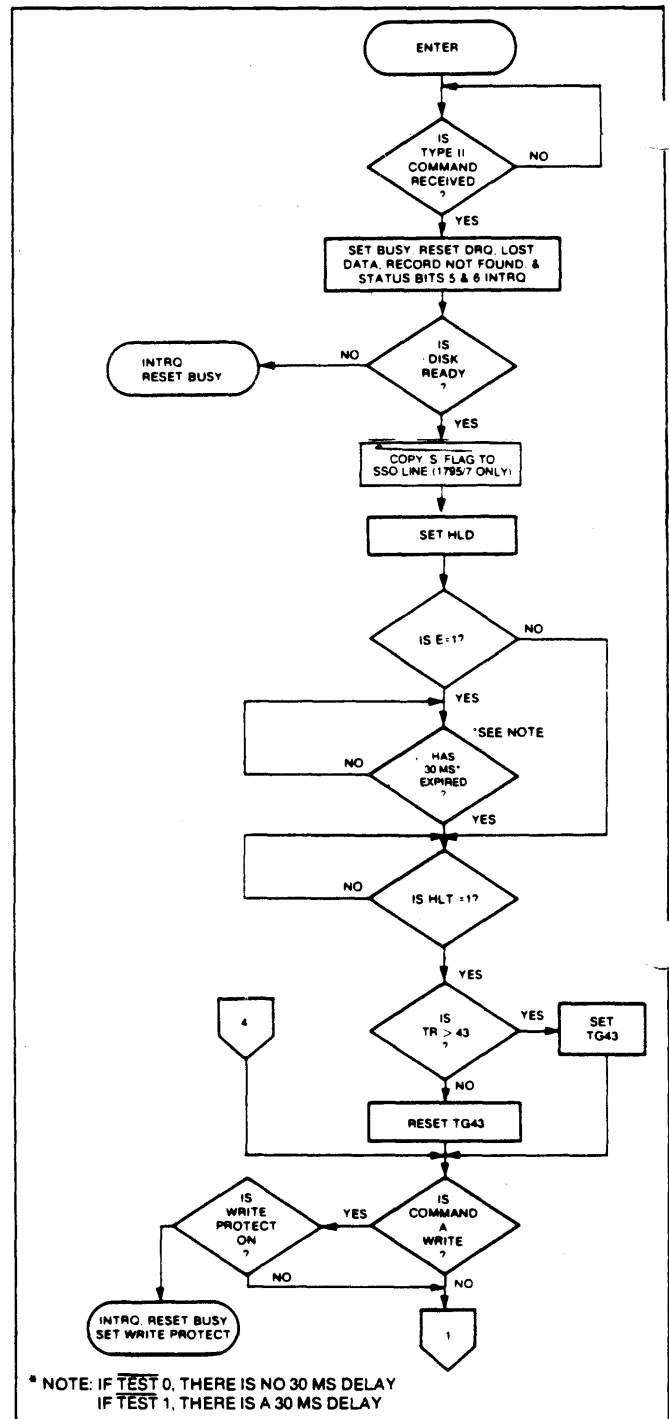 ENTER
IS
TYPE II
COMMAND
RECEIVED
?
NO
YES
SET BUSY, RESET DRQ, LOST
DATA, RECORD NOT FOUND, &
STATUS BITS 5 & 6 INTRQ
IS
DISK
READY
?
NO
INTRQ
RESET BUSY
YES
COPY S FLAG TO
SSO LINE (1795/7 ONLY)
SET HLD
IS E=1?
NO
YES
*SEE NOTE
HAS
30 MS*
EXPIRED
?
NO
YES
IS HLT =1?
NO
YES
4
IS
TR > 43
?
YES
SET
TG43
NO
RESET TG43
IS
COMMAND
A
WRITE
?
YES
IS
WRITE
PROTECT
ON
?
NO
NO
INTRQ. RESET BUSY
SET WRITE PROTECT
1
* NOTE: IF TEST 0, THERE IS NO 30 MS DELAY
IF TEST 1, THERE IS A 30 MS DELAY